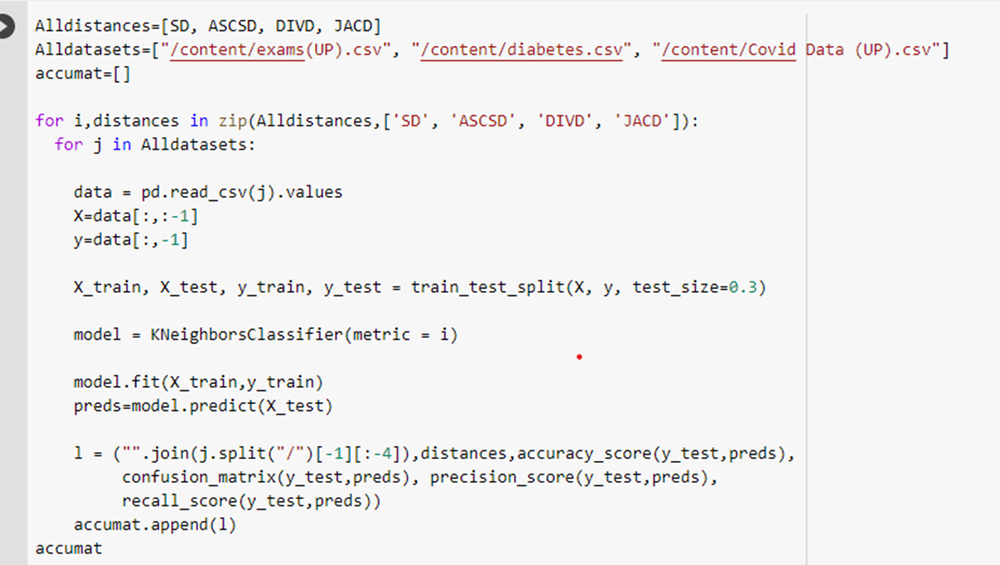 Alldistances=[SD, ASCSD, DIVD, JACD]
Alldatasets=["/content/exams(UP).csv", "/content/diabetes.csv", "/content/Covid Data (UP).csv"]
accumat=[]
for i,distances in zip(Alldistances,['SD', 'ASCSD', 'DIVD', 'JACD']):
for j in Alldatasets:
data = pd.read_csv(j).values
X=data[:,:-1]
y=data[:,-1]
X_train, X_test, y_train, y_test = train_test_split(X, y, test_size=0.3)
model = KNeighborsClassifier(metric = i)
model.fit(X_train,y_train)
preds=model.predict(X_test)
l = ("".join(j.split("/")[-1][:-4]),distances,accuracy_score(y_test,preds),
confusion_matrix(y_test,preds), precision_score(y_test,preds),
recall_score(y_test,preds))
accumat.append(l)
accumat